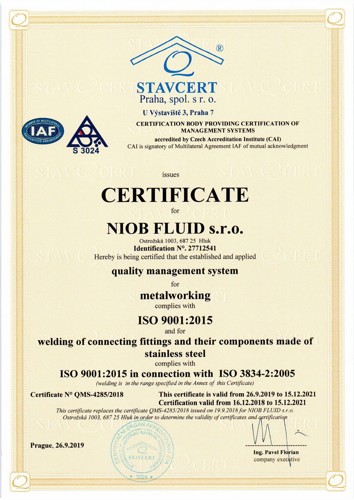 Q
®
STAVCERT
Praha, spol. s r. o.
U Výstaviště 3, Praha 7
CERTIFICATION BODY PROVIDING CERTIFICATION OF
MANAGEMENT SYSTEMS
accredited by Czech Accreditation Institute (CAI)
CAI is signatory of Multilateral Agreement IAF of mutual acknowledgment
IAF
S 3024
issues
CERTIFICATE
for
NIOB FLUID s.r.o.
Ostrožská 1003, 687 25 Hluk
Identification N°. 27712541
Hereby is being certified that the established and applied
quality management system
for
metalworking
complies with
ISO 9001:2015
and for
welding of connecting fittings and their components made of
stainless steel
complies with
ISO 9001:2015 in connection with ISO 3834-2:2005
(welding is in the range specified in the Annex of this Certificate)
Certificate N° QMS-4285/2018
This certificate is valid from 26.9.2019 to 15.12.2021
Certification valid from 16.12.2018 to 15.12.2021
This certificate replaces the certificate QMS-4285/2018 issued on 19.9.2018 for NIOB FLUID s.r.o.
Ostrožská 1003, 687 25 Hluk in order to determine the validity of certificates and certification
Prague, 26.9.2019
Ing. Pavel Florian
company executive
STAVCERT